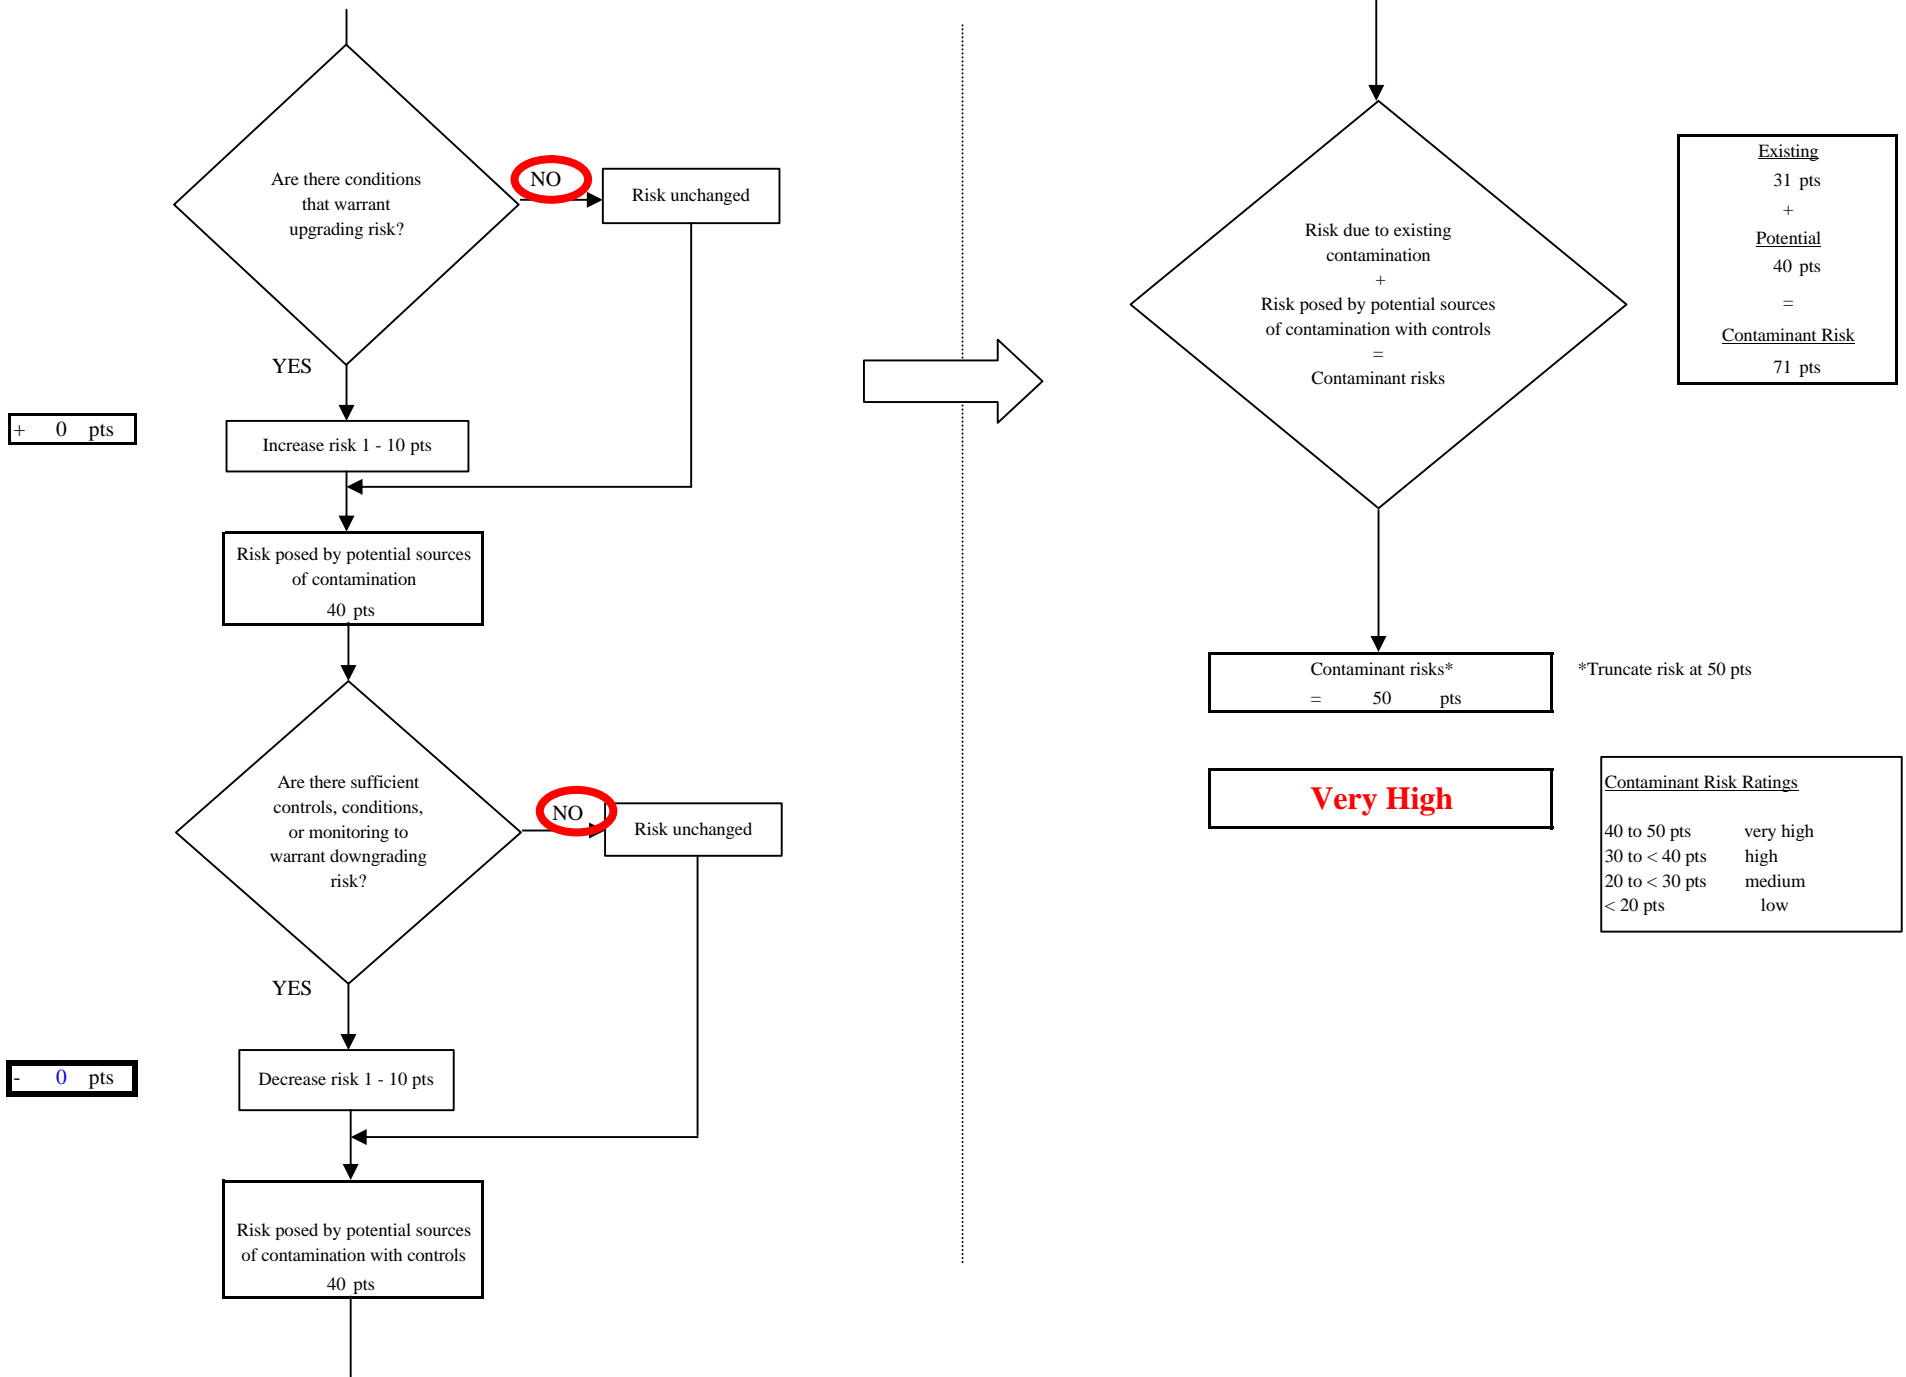 Are there conditions
that warrant
upgrading risk?
NO
Risk unchanged
YES
+ 0 pts
Increase risk 1 - 10 pts
Risk posed by potential sources
of contamination
40 pts
Are there sufficient
controls, conditions,
or monitoring to
warrant downgrading
risk?
NO
Risk unchanged
YES
- 0 pts
Decrease risk 1 - 10 pts
Risk posed by potential sources
of contamination with controls
40 pts
Risk due to existing
contamination
+
Risk posed by potential sources
of contamination with controls
=
Contaminant risks
Existing
31 pts
+
Potential
40 pts
=
Contaminant Risk
71 pts
Contaminant risks*
= 50 pts
*Truncate risk at 50 pts
Very High
Contaminant Risk Ratings
40 to 50 pts very high
30 to < 40 pts high
20 to < 30 pts medium
< 20 pts low